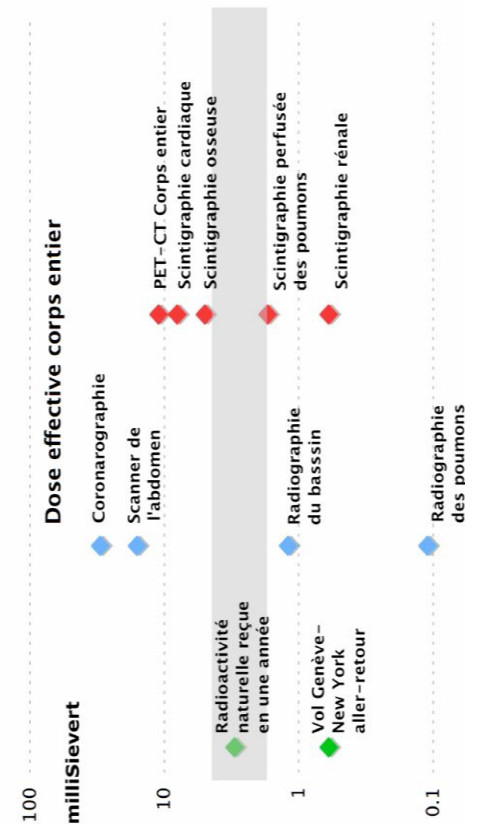 Dose effective corps entier
milliSievert
100
10
1
0.1
Coronarographie
Scanner de
l'abdomen
Radiographie
du basssin
Radiographie
des poumons
PET-CT Corps entier
Scintigraphie cardiaque
Scintigraphie osseuse
Scintigraphie perfusée
des poumons
Scintigraphie rénale
Radioactivité
naturelle reçue
en une année
Vol Genève-
New York
aller-retour